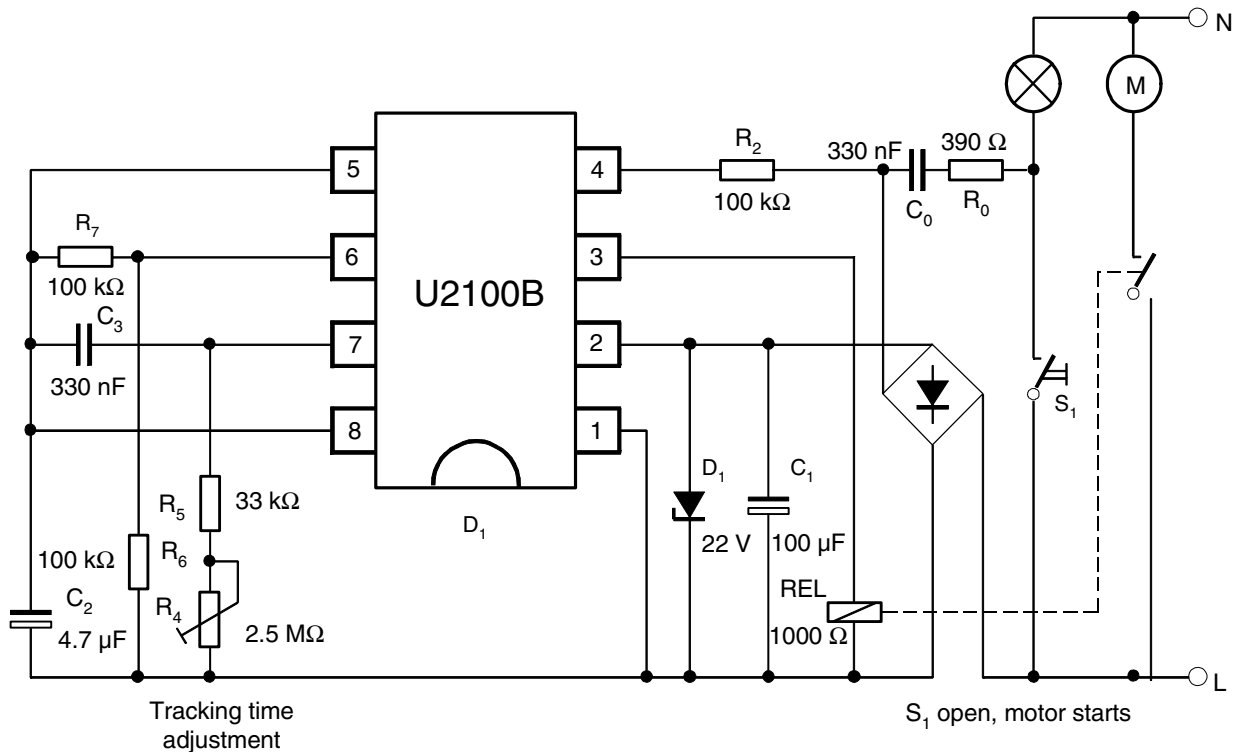 N
M
R2
330 nF
390 Ω
5
4
100 kΩ
C0
R0
R7
6
3
100 kΩ
U2100B
C3
7
2
330 nF
S1
8
1
D1
C1
R5
33 kΩ
D1
22 V
100 µF
100 kΩ
R6
C2
R4
REL
4.7 µF
2.5 MΩ
1000 Ω
L
Tracking time
adjustment
S1 open, motor starts